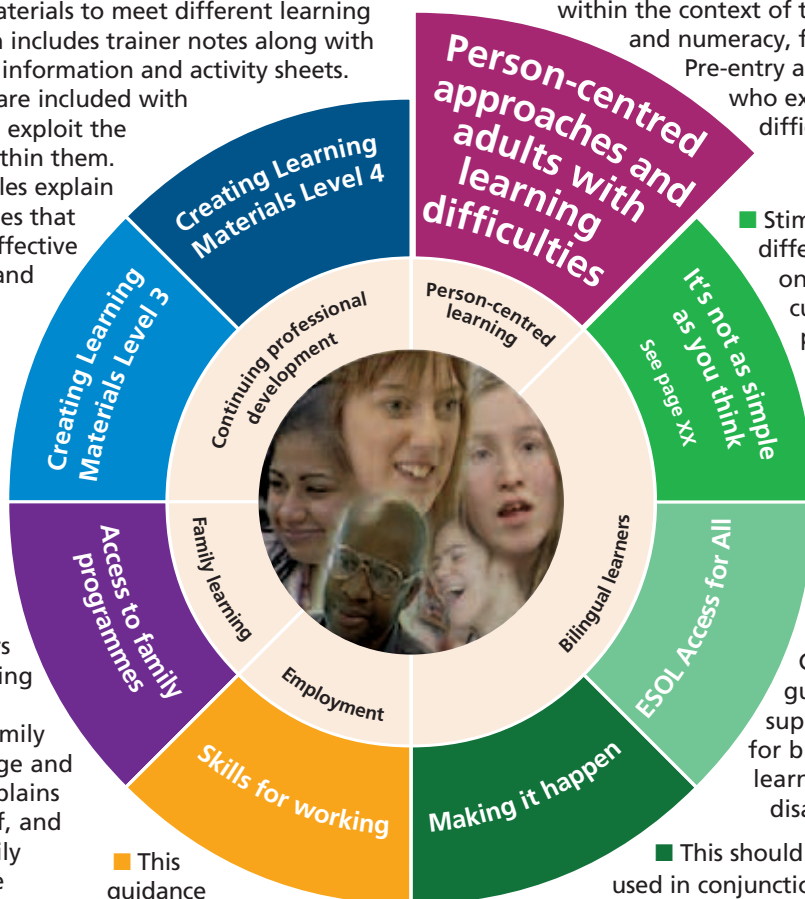 aterials to meet different learning
includes trainer notes along with
information and activity sheets.
are included with
exploit the
thin them.
les explain
es that
ffective
and
within the context of t
and numeracy, f
Pre-entry a
who ex
diffi
Person-centred
approaches and
adults with
learning
difficulties
Creating Learning
Materials Level 4
Creating Learning
Materials Level 3
Continuing professional
development
Person-centred
learning
It's not as simple
as you think
See page XX
Stim
diffe
on
cu
p
Family learning
Bilingual learners
Employment
Access to family
programmes
ESOL Access for All
Skills for working
Making it happen
rs
ing
mily
ge and
plains
f, and
ily
e
This
guidance
gu
sup
for b
learn
disa
This should
used in conjunctio